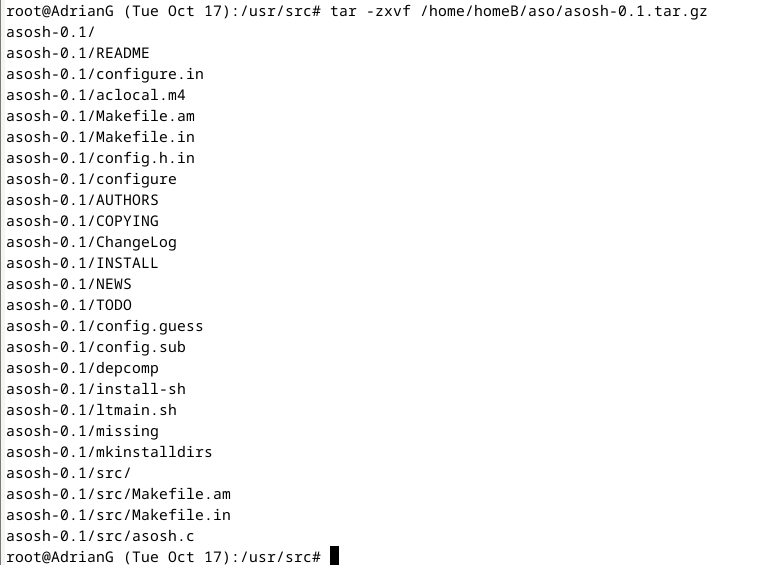 root@AdrianG (Tue Oct 17):/usr/src# tar -zxvf /home/homeB/aso/asosh-0.1.tar.gz
asosh-0.1/
asosh-0.1/README
asosh-0.1/configure.in
asosh-0.1/aclocal.m4
asosh-0.1/Makefile.am
asosh-0.1/Makefile.in
asosh-0.1/config.h.in
asosh-0.1/configure
asosh-0.1/AUTHORS
asosh-0.1/COPYING
asosh-0.1/ChangeLog
asosh-0.1/INSTALL
asosh-0.1/NEWS
asosh-0.1/TODO
asosh-0.1/config.guess
asosh-0.1/config.sub
asosh-0.1/depcomp
asosh-0.1/install-sh
asosh-0.1/ltmain.sh
asosh-0.1/missing
asosh-0.1/mkinstalldirs
asosh-0.1/src/
asosh-0.1/src/Makefile.am
asosh-0.1/src/Makefile.in
asosh-0.1/src/asosh.c
root@AdrianG (Tue Oct 17):/usr/src#